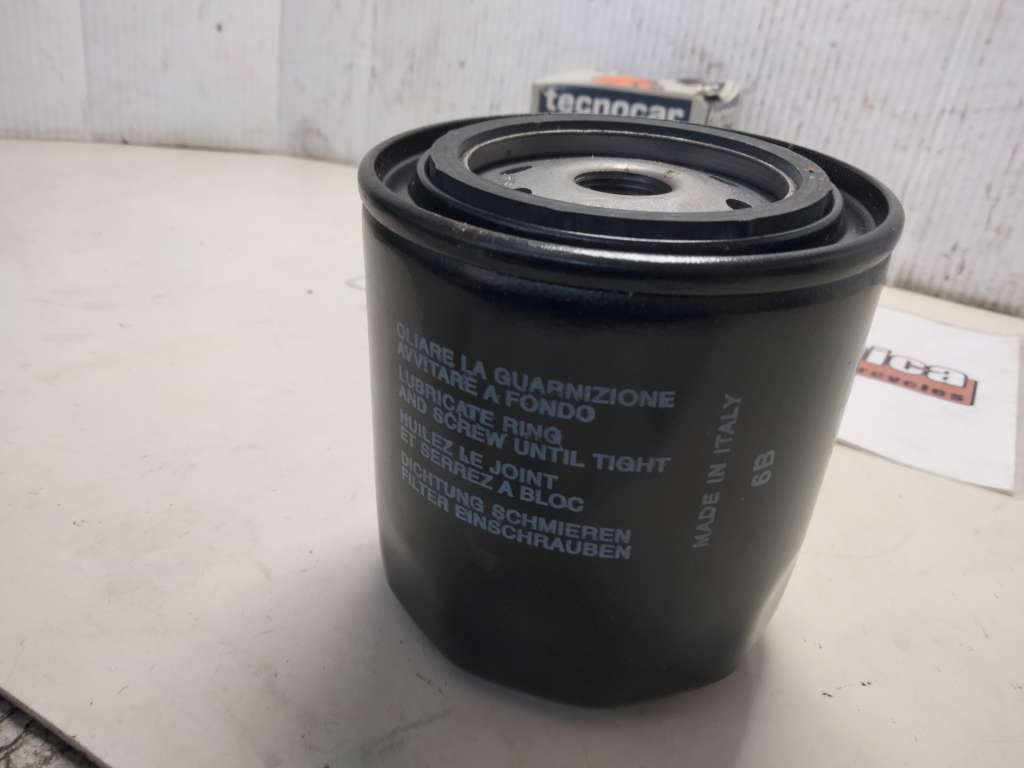 tecnocar
OLIARE LA GUARNIZIONE
AVVITARE A FONDO
LUBRICATE RING
AND SCREW UNTIL TIGHT
HUILEZ LE JOINT
ET SERREZ A BLOC
DICHTUNG SCHMIEREN
FILTER EINSCHRAUBEN
MADE IN ITALY
6B